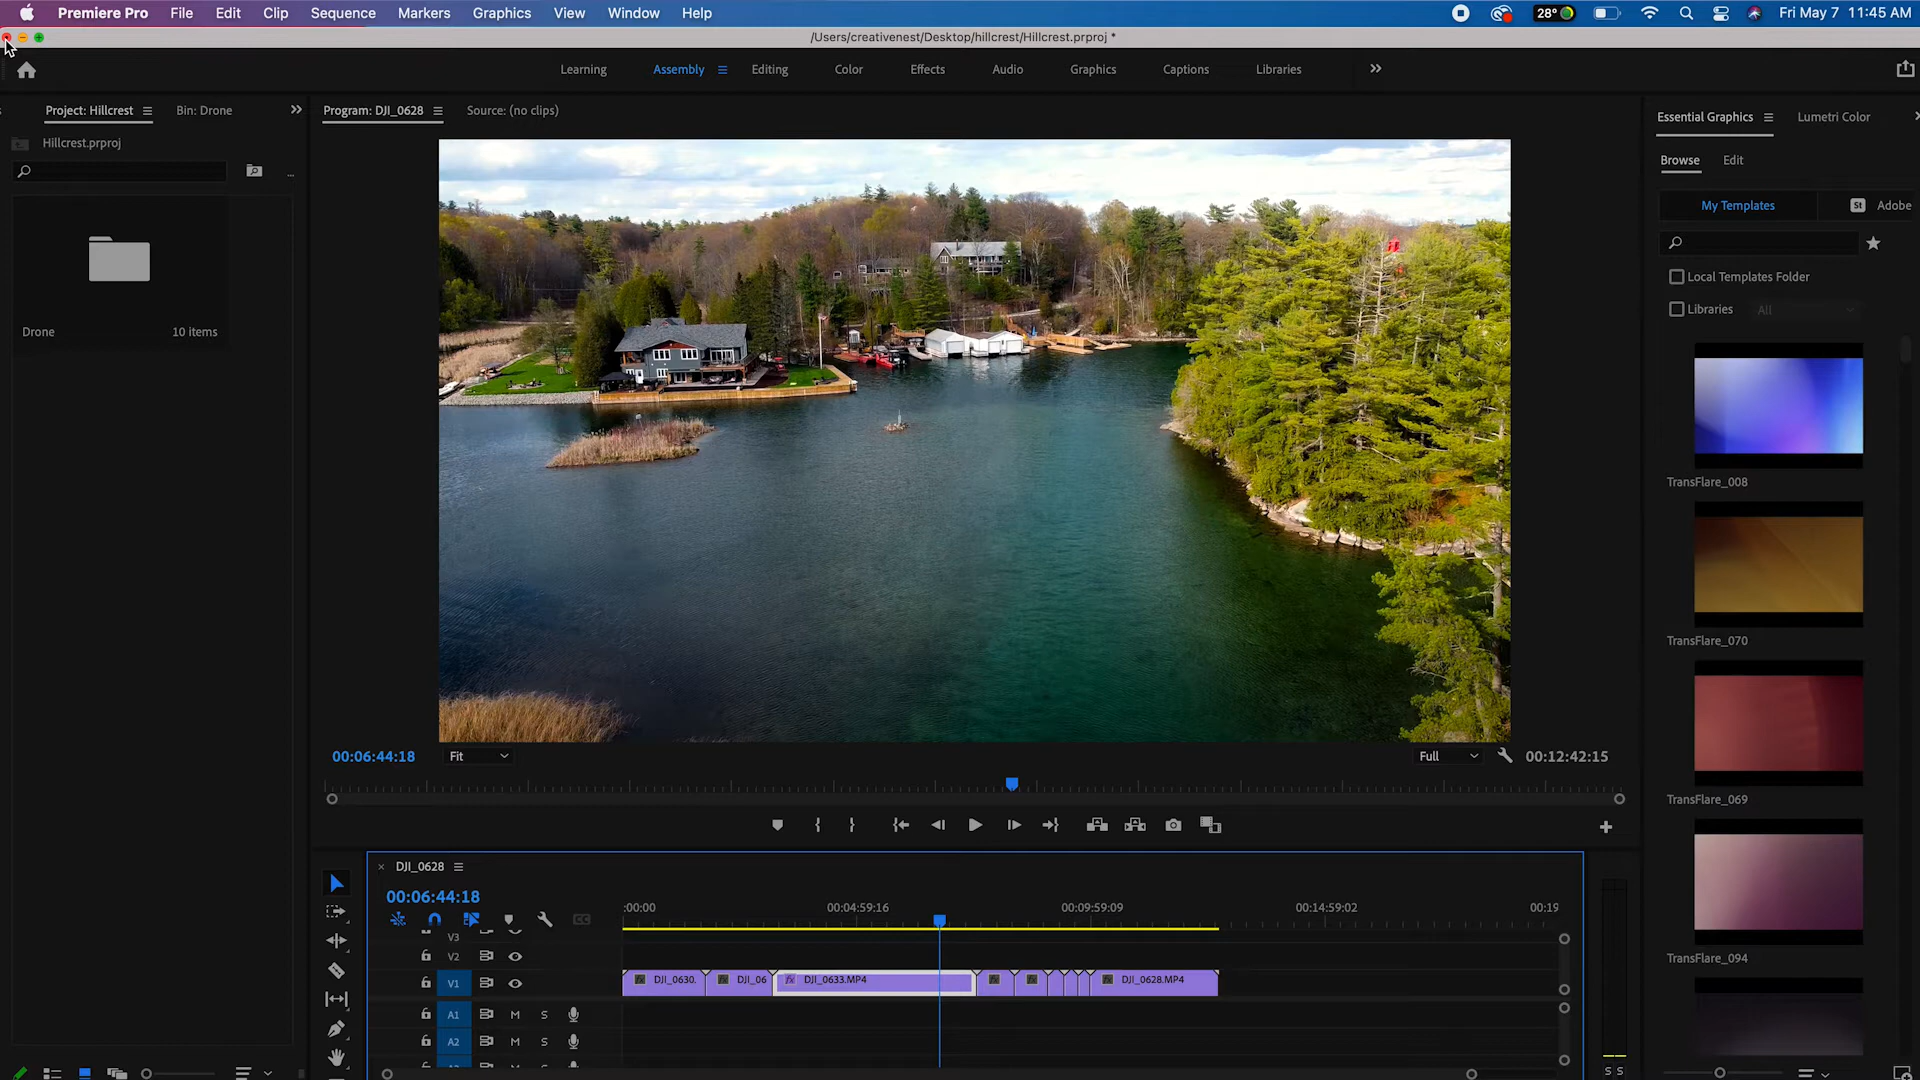 Premiere Pro File Edit Clip Sequence Markers Graphics View Window Help 28° Fri May 7 11:45 AM
/Users/creativenest/Desktop/hillcrest/Hillcrest.prproj *
Learning Assembly Editing Color Effects Audio Graphics Captions Libraries
Project: Hillcrest Bin: Drone
Hillcrest.prproj
Drone 10 items
Program: DJI_0628 Source: (no clips)
00:06:44:18 Fit Full 00:12:42:15
Essential Graphics Lumetri Color
Browse Edit
My Templates St Adobe
Local Templates Folder
Libraries All
TransFlare_008
TransFlare_070
TransFlare_069
TransFlare_094
DJI_0628
00:06:44:18
:00:00 00:04:59:16 00:09:59:09 00:14:59:02 00:19
V3
V2
V1 DJI_0630. DJI_06 DJI_0633.MP4 DJI_0628.MP4
A1 M S
A2 M S
S S